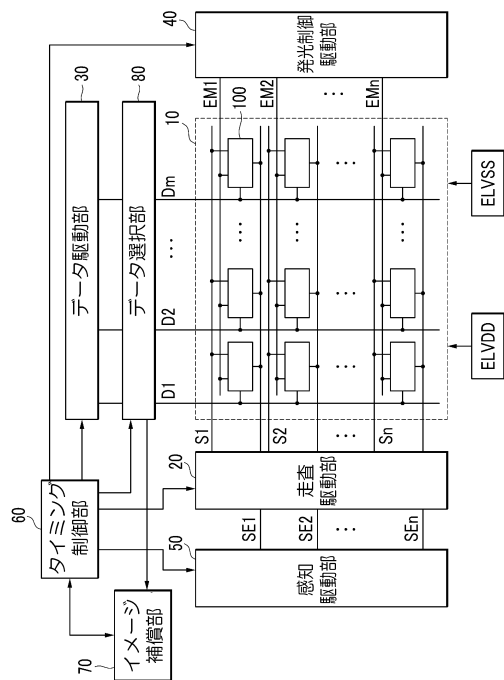 60
タイミング
制御部
70
イメージ
補償部
30
データ駆動部
80
データ選択部
40
発光制御
駆動部
50
感知
駆動部
20
走査
駆動部
10
100
D1
D2
...
Dm
S1
S2
...
Sn
SE1
SE2
...
SEn
EM1
EM2
...
EMn
ELVDD
ELVSS